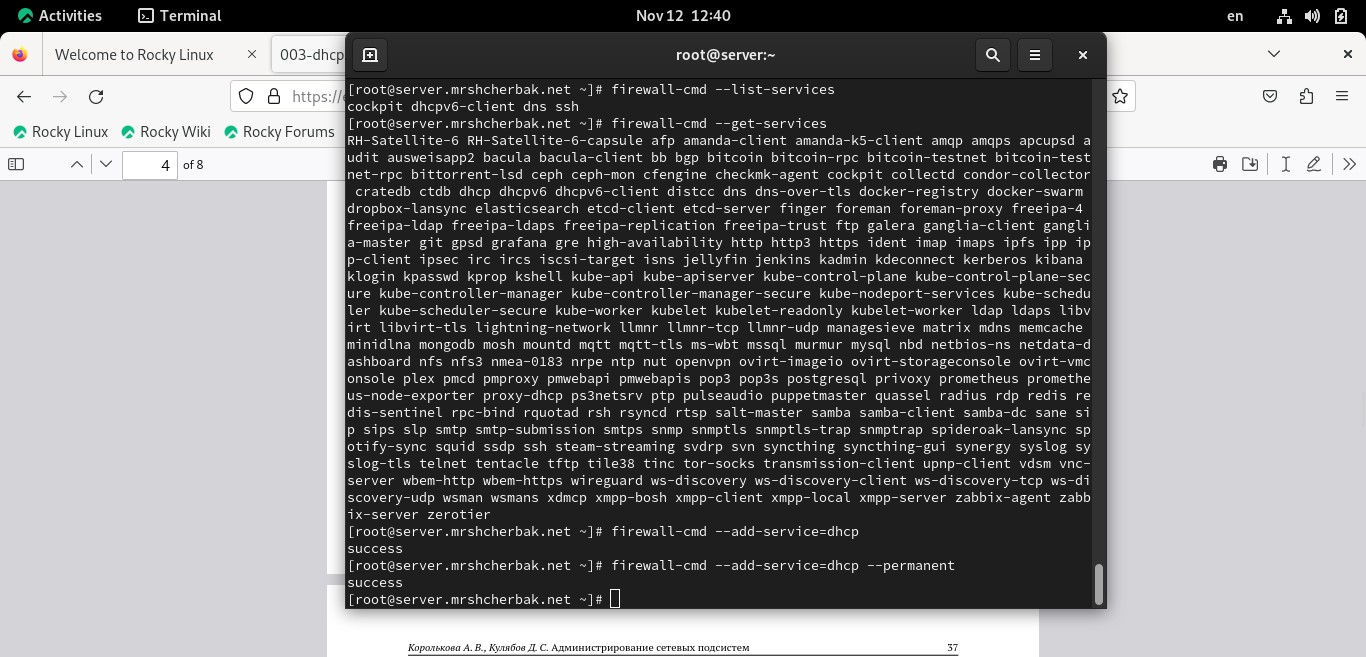 Activities Terminal Nov 12 12:40 en
Welcome to Rocky Linux × 003-dhcp
root@server:~
https://e
Rocky Linux Rocky Wiki Rocky Forums
4 of 8
[root@server.mrshcherbak.net ~]# firewall-cmd --list-services
cockpit dhcpv6-client dns ssh
[root@server.mrshcherbak.net ~]# firewall-cmd --get-services
RH-Satellite-6 RH-Satellite-6-capsule afp amanda-client amanda-k5-client amqp amqps apcupsd a
udit ausweisapp2 bacula bacula-client bb bgp bitcoin bitcoin-rpc bitcoin-testnet bitcoin-test
net-rpc bittorrent-lsd ceph ceph-mon cfengine checkmk-agent cockpit collectd condor-collector
cratedb ctdb dhcp dhcpv6 dhcpv6-client distcc dns dns-over-tls docker-registry docker-swarm
dropbox-lansync elasticsearch etcd-client etcd-server finger foreman foreman-proxy freeipa-4
freeipa-ldap freeipa-ldaps freeipa-replication freeipa-trust ftp galera ganglia-client gangli
a-master git gpsd grafana gre high-availability http http3 https ident imap imaps ipfs ipp ip
p-client ipsec irc ircs iscsi-target isns jellyfin jenkins kadmin kdeconnect kerberos kibana
klogin kpasswd kprop kshell kube-api kube-apiserver kube-control-plane kube-control-plane-sec
ure kube-controller-manager kube-controller-manager-secure kube-nodeport-services kube-schedu
ler kube-scheduler-secure kube-worker kubelet kubelet-readonly kubelet-worker ldap ldaps libv
irt libvirt-tls lightning-network llmnr llmnr-tcp llmnr-udp managesieve matrix mdns memcache
minidlna mongodb mosh mountd mqtt mqtt-tls ms-wbt mssql murmur mysql nbd netbios-ns netdata-d
ashboard nfs nfs3 nmea-0183 nrpe ntp nut openvpn ovirt-imageio ovirt-storageconsole ovirt-vmc
onsole plex pmcd pmproxy pmwebapi pmwebapis pop3 pop3s postgresql privoxy prometheus promethe
us-node-exporter proxy-dhcp ps3netsrv ptp pulseaudio puppetmaster quassel radius rdp redis re
dis-sentinel rpc-bind rquotad rsh rsyncd rtsp salt-master samba samba-client samba-dc sane si
p sips slp smtp smtp-submission smtps snmp snmptls snmptls-trap snmptrap spideroak-lansync sp
otify-sync squid ssdp ssh steam-streaming svdrp svn syncthing syncthing-gui synergy syslog sy
slog-tls telnet tentacle tftp tile38 tinc tor-socks transmission-client upnp-client vdsm vnc-
server wbem-http wbem-https wireguard ws-discovery ws-discovery-client ws-discovery-tcp ws-di
scovery-udp wsman wsmans xdmcp xmpp-bosh xmpp-client xmpp-local xmpp-server zabbix-agent zabb
ix-server zerotier
[root@server.mrshcherbak.net ~]# firewall-cmd --add-service=dhcp
success
[root@server.mrshcherbak.net ~]# firewall-cmd --add-service=dhcp --permanent
success
[root@server.mrshcherbak.net ~]#
Королькова А. В., Кулябов Д. С. Администрирование сетевых подсистем 37